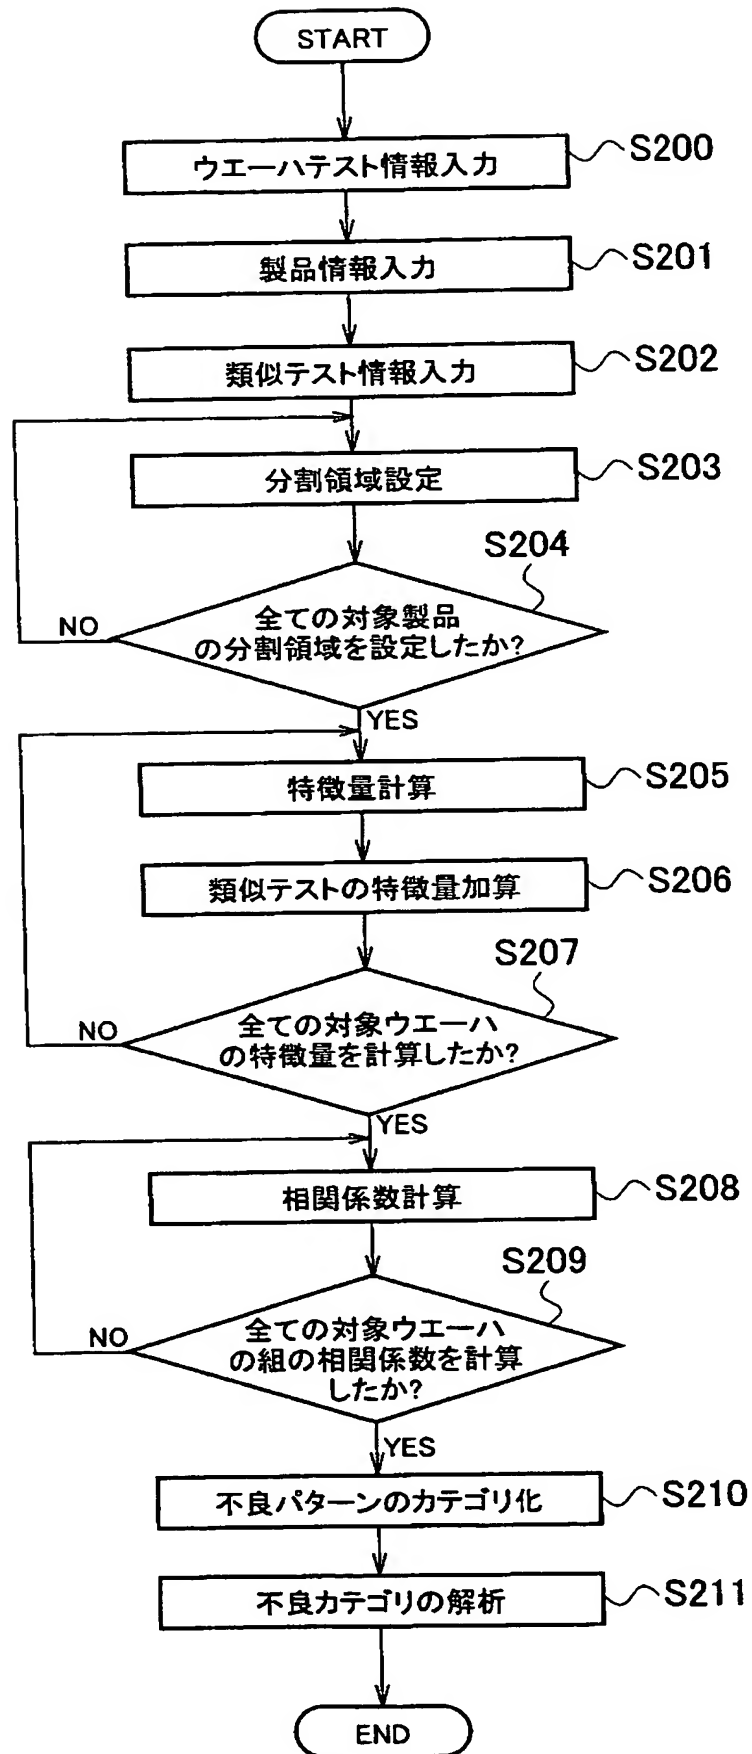 START
ウエーハテスト情報入力
S200
製品情報入力
S201
類似テスト情報入力
S202
分割領域設定
S203
S204
全ての対象製品
の分割領域を設定したか?
NO
YES
特徴量計算
S205
類似テストの特徴量加算
S206
S207
全ての対象ウエーハ
の特徴量を計算したか?
NO
YES
相関係数計算
S208
S209
全ての対象ウエーハ
の組の相関係数を計算
したか?
NO
YES
不良パターンのカテゴリ化
S210
不良カテゴリの解析
S211
END